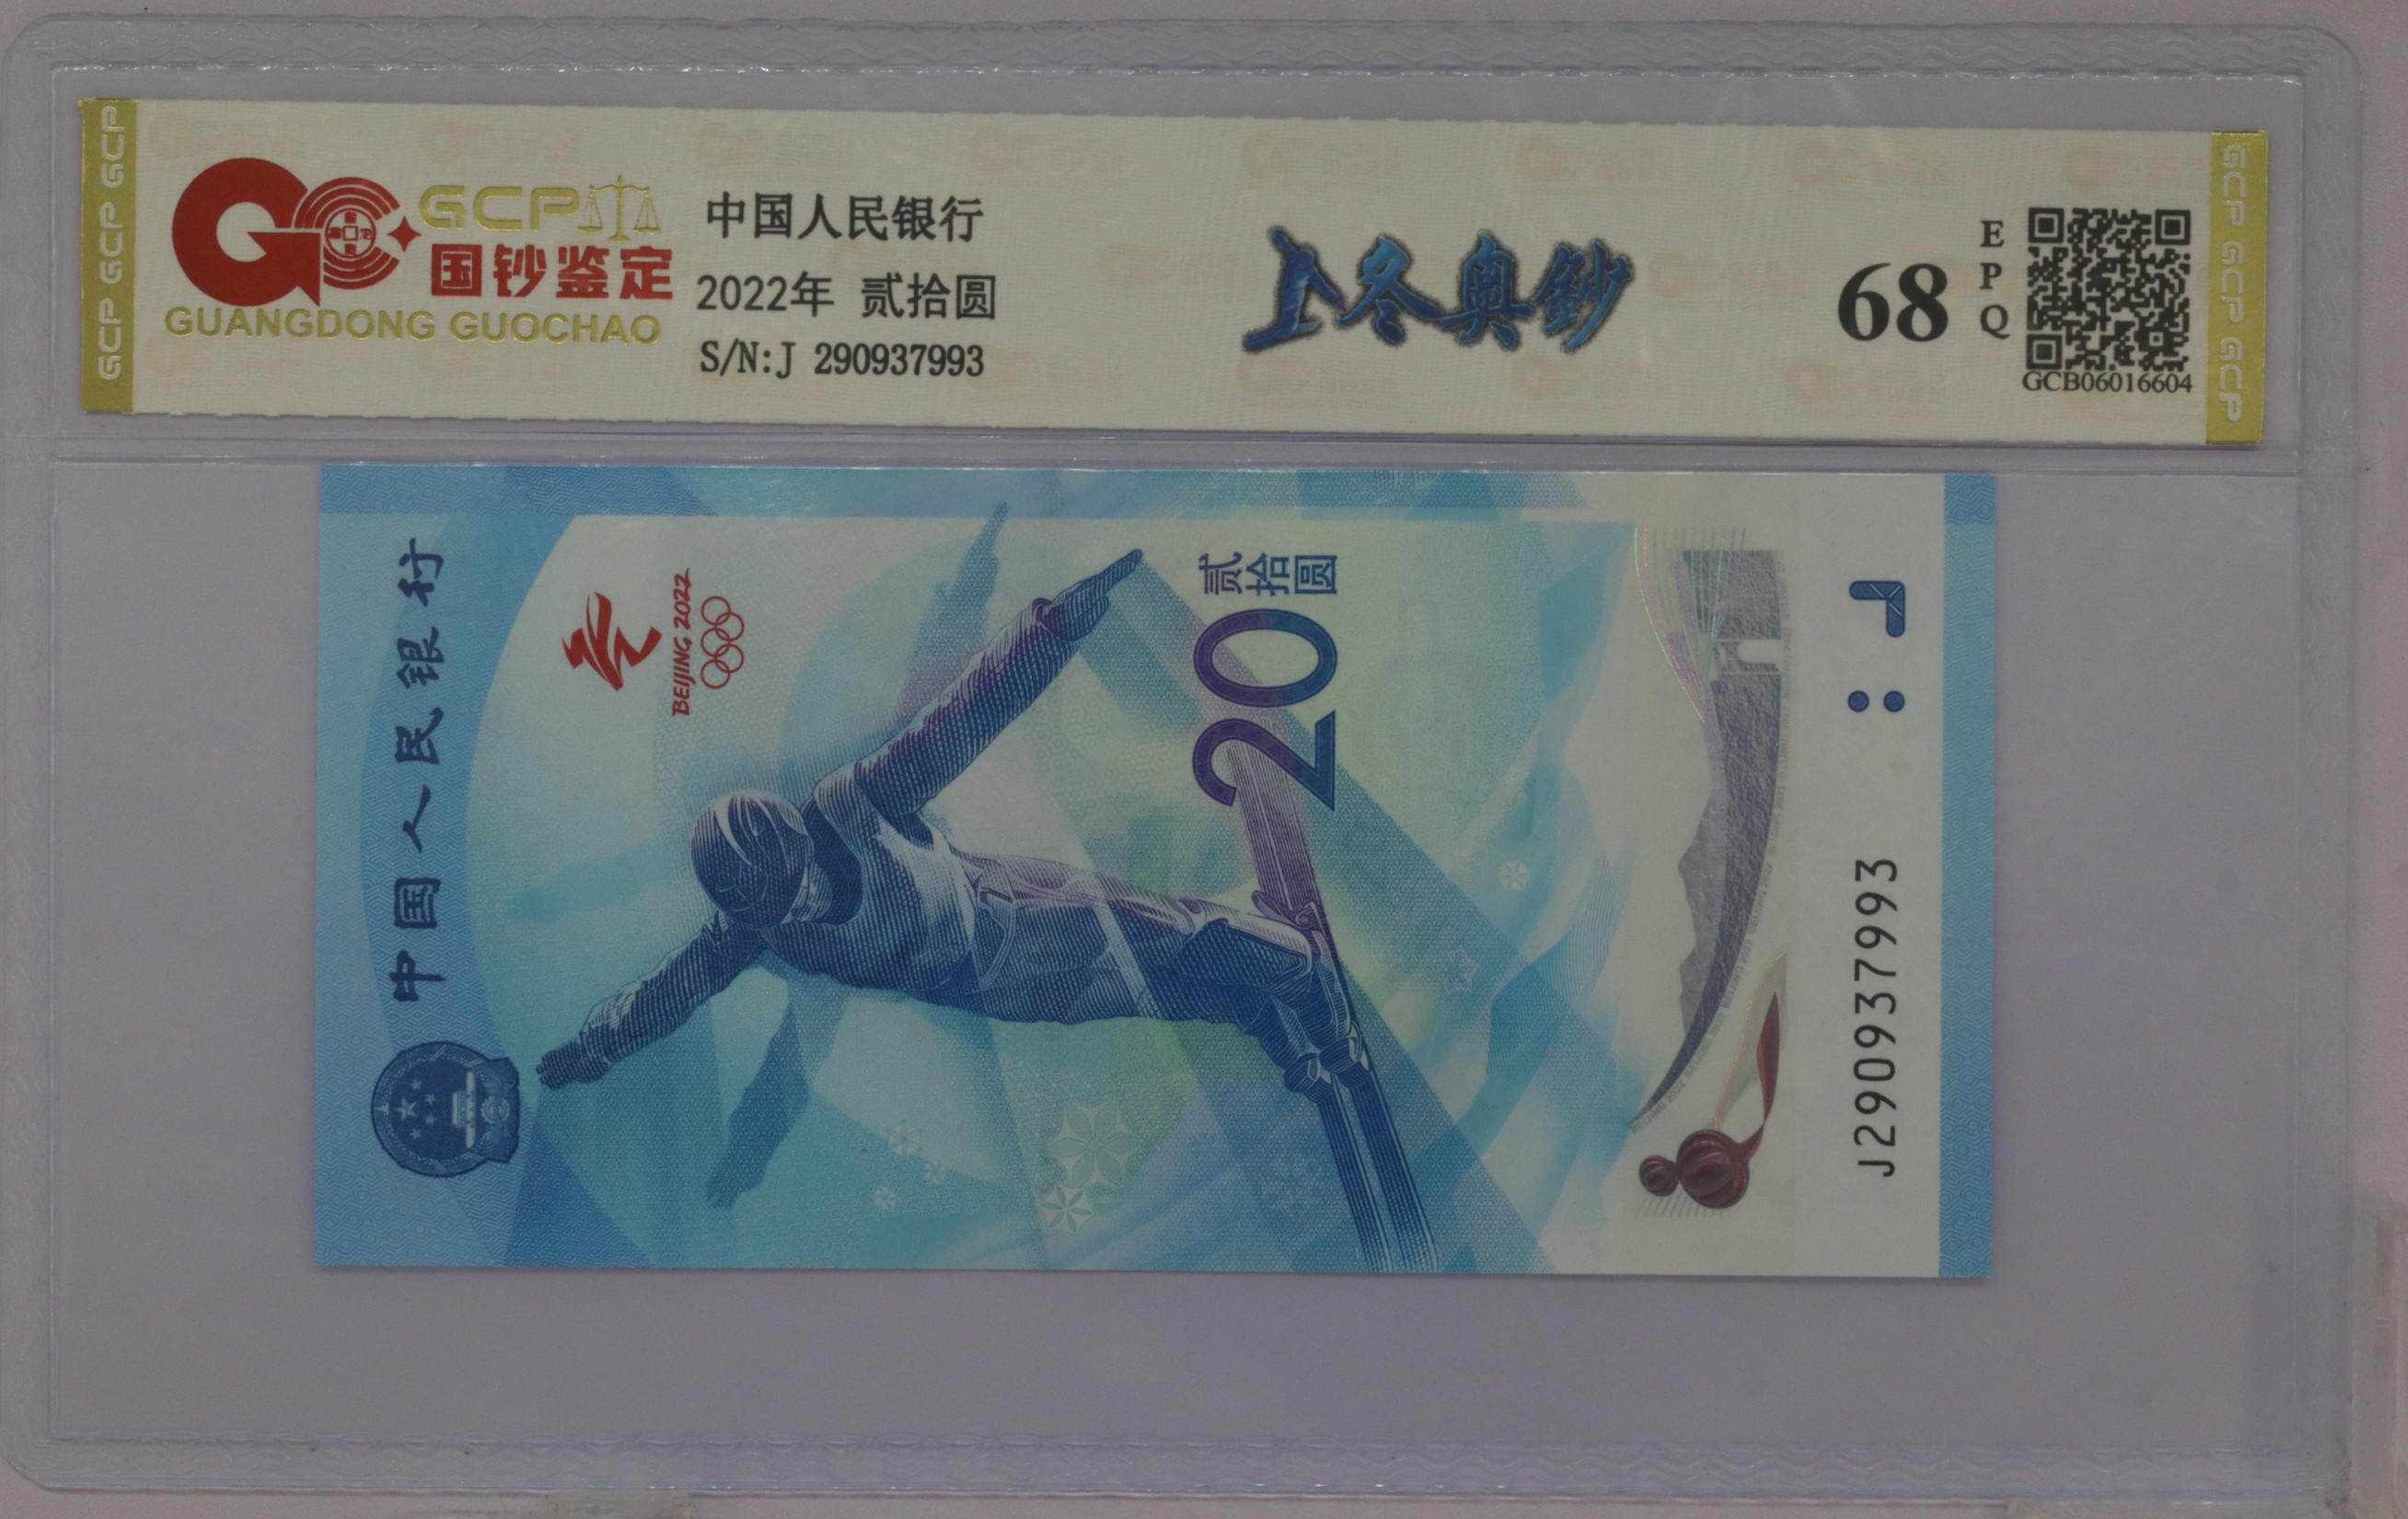 GCP GCP GCP
GCP
国钞鉴定
GUANGDONG GUOCHAO
中国人民银行
2022年 贰拾圆
S/N:J 290937993
冬奥鈔
68
EPQ
GCB06016604
GCP GCP GCP
中国人民银行
BEIJING 2022
贰拾圆
20
J290937993